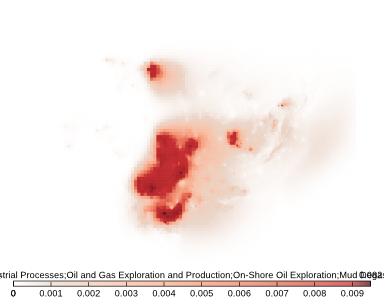 strial Processes;Oil and Gas Exploration and Production;On-Shore Oil Exploration;Mud Degas
0 0.001 0.002 0.003 0.004 0.005 0.006 0.007 0.008 0.009
0